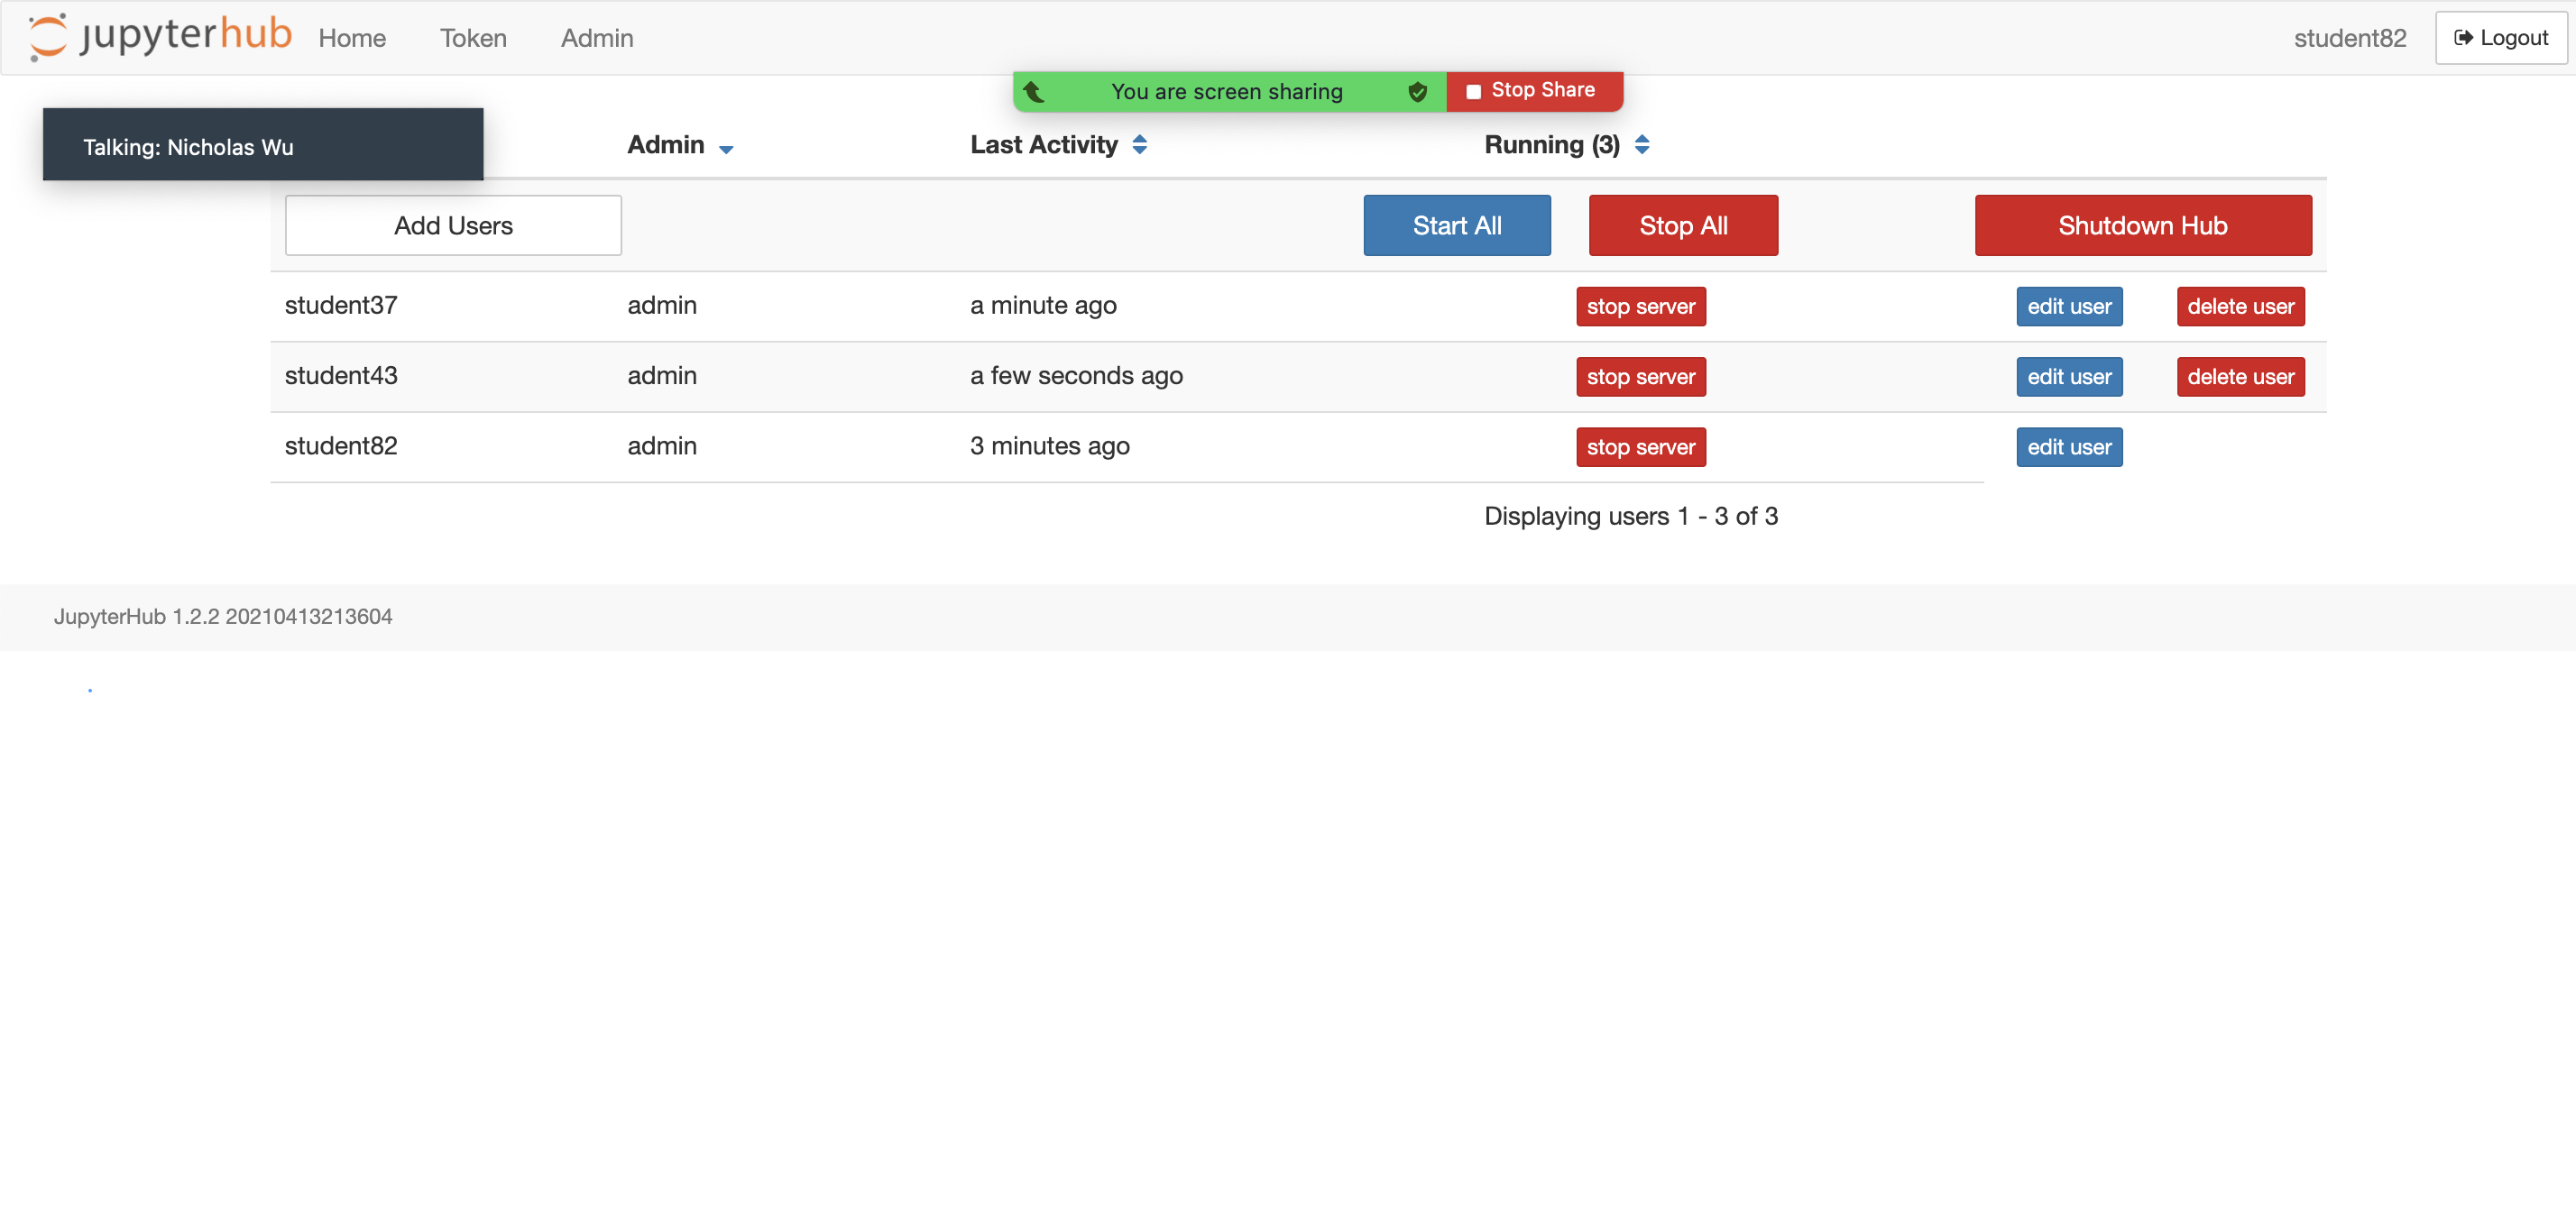 jupyterhub Home Token Admin student82 Logout
You are screen sharing Stop Share
Talking: Nicholas Wu
Admin Last Activity Running (3)
Add Users Start All Stop All Shutdown Hub
student37 admin a minute ago stop server edit user delete user
student43 admin a few seconds ago stop server edit user delete user
student82 admin 3 minutes ago stop server edit user
Displaying users 1 - 3 of 3
JupyterHub 1.2.2 20210413213604